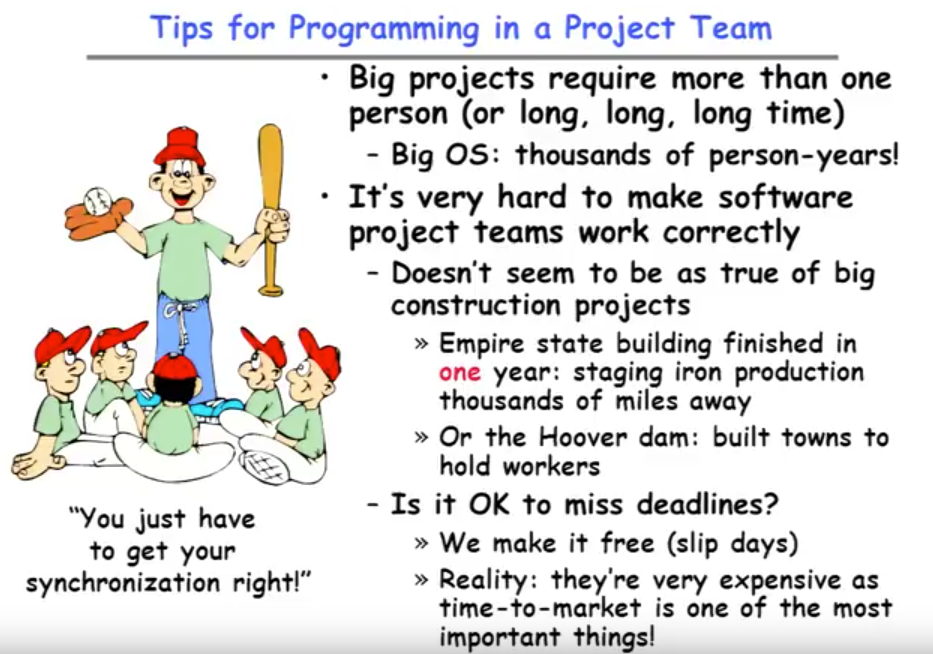 Tips for Programming in a Project Team
• Big projects require more than one
person (or long, long, long time)
– Big OS: thousands of person-years!
• It's very hard to make software
project teams work correctly
– Doesn't seem to be as true of big
construction projects
» Empire state building finished in
one year: staging iron production
thousands of miles away
» Or the Hoover dam: built towns to
hold workers
– Is it OK to miss deadlines?
» We make it free (slip days)
» Reality: they're very expensive as
time-to-market is one of the most
important things!
"You just have
to get your
synchronization right!"